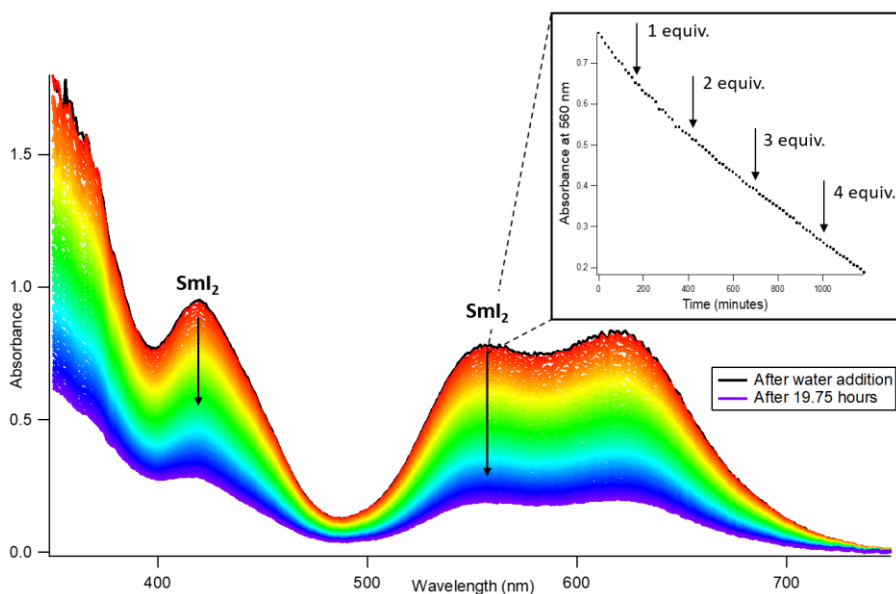 1 equiv.
2 equiv.
3 equiv.
4 equiv.
0.7
0.6
0.5
0.4
0.3
0.2
Absorbance at 560 nm
0
200
400
600
800
1000
Time (minutes)
1.5
1.0
0.5
0.0
Absorbance
SmI₂
SmI₂
After water addition
After 19.75 hours
400
500
600
700
Wavelength (nm)